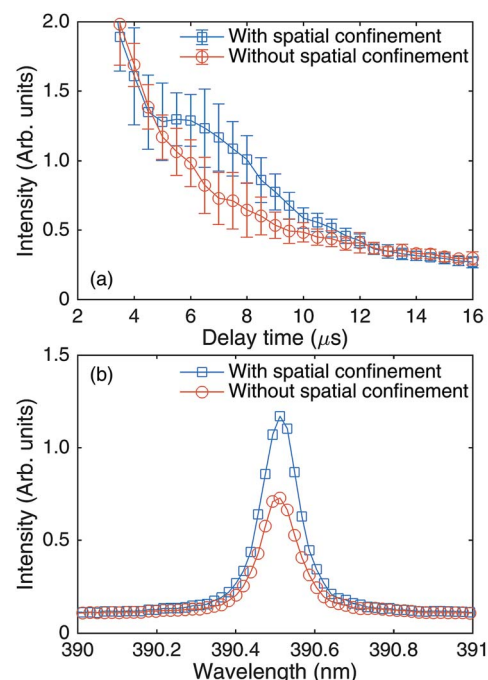 2.0
1.5
1.0
0.5
0
Intensity (Arb. units)
With spatial confinement
Without spatial confinement
(a)
2 4 6 8 10 12 14 16
Delay time (μs)
1.5
1.0
0.5
0
Intensity (Arb. units)
(b)
With spatial confinement
Without spatial confinement
390 390.2 390.4 390.6 390.8 391
Wavelength (nm)